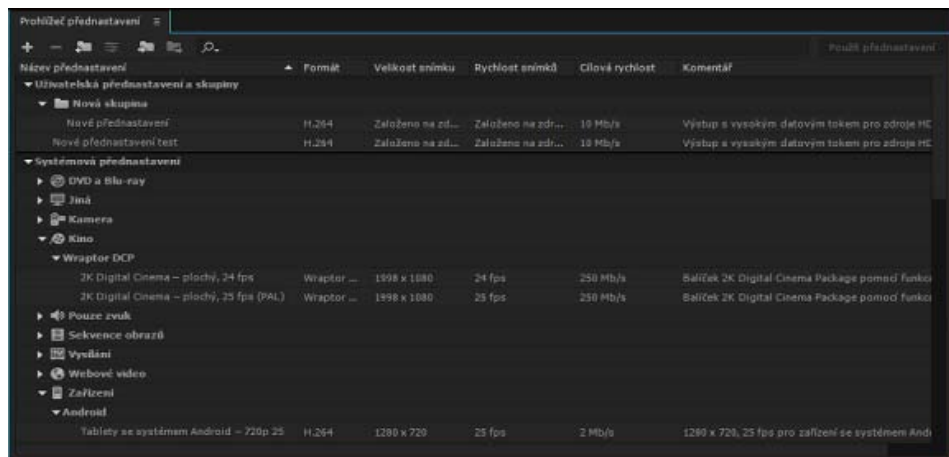 Prohlížeč přednastavení
Použít přednastavení
Název přednastavení Formát Velikost snímku Rychlost snímků Cílová rychlost Komentář
Uživatelská přednastavení a skupiny
Nová skupina
Nové přednastavení H.264 Založeno na zd... Založeno na zdr... 10 Mb/s Výstup s vysokým datovým tokem pro zdroje HD
Nové přednastavení test H.264 Založeno na zd... Založeno na zdr... 10 Mb/s Výstup s vysokým datovým tokem pro zdroje HD
Systémová přednastavení
DVD a Blu-ray
Jiná
Kamera
Kino
Wraptor DCP
2K Digital Cinema – plochý, 24 fps Wraptor ... 1998 x 1080 24 fps 250 Mb/s Balíček 2K Digital Cinema Package pomocí funkce
2K Digital Cinema – plochý, 25 fps (PAL) Wraptor ... 1998 x 1080 25 fps 250 Mb/s Balíček 2K Digital Cinema Package pomocí funkce
Pouze zvuk
Sekvence obrazů
Vysílání
Webové video
Zařízení
Android
Tablety se systémem Android – 720p 25 H.264 1280 x 720 25 fps 2 Mb/s 1280 x 720, 25 fps pro zařízení se systémem Andr